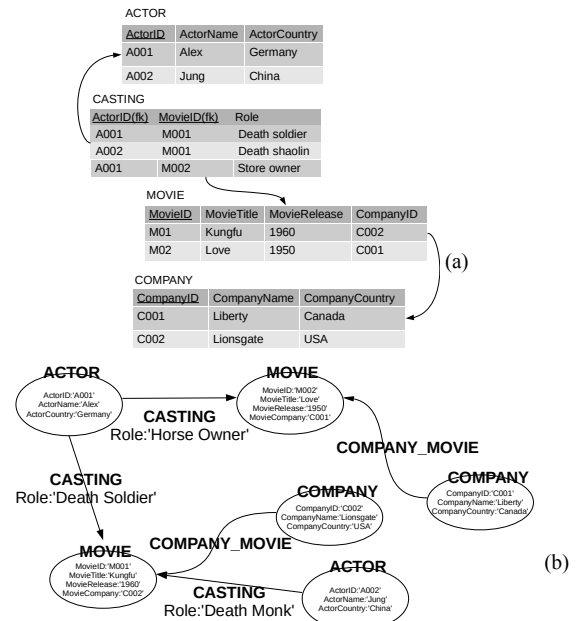 ACTOR
ActorID ActorName ActorCountry
A001 Alex Germany
A002 Jung China
CASTING
ActorID(fk) MovieID(fk) Role
A001 M001 Death soldier
A002 M001 Death shaolin
A001 M002 Store owner
MOVIE
MovieID MovieTitle MovieRelease CompanyID
M01 Kungfu 1960 C002
M02 Love 1950 C001
(a)
COMPANY
CompanyID CompanyName CompanyCountry
C001 Liberty Canada
C002 Lionsgate USA
ACTOR
ActorID:'A001'
ActorName:'Alex'
ActorCountry:'Germany'
CASTING
Role:'Horse Owner'
MOVIE
MovieID:'M002'
MovieTitle:'Love'
MovieRelease:'1950'
MovieCompany:'C001'
COMPANY_MOVIE
CASTING
Role:'Death Soldier'
COMPANY
CompanyID:'C001'
CompanyName:'Liberty'
CompanyCountry:'Canada'
COMPANY
CompanyID:'C002'
CompanyName:'Lionsgate'
CompanyCountry:'USA'
COMPANY_MOVIE
MOVIE
MovieID:'M001'
MovieTitle:'Kungfu'
MovieRelease:'1960'
MovieCompany:'C002'
CASTING
Role:'Death Monk'
ACTOR
ActorID:'A002'
ActorName:'Jung'
ActorCountry:'China'
(b)